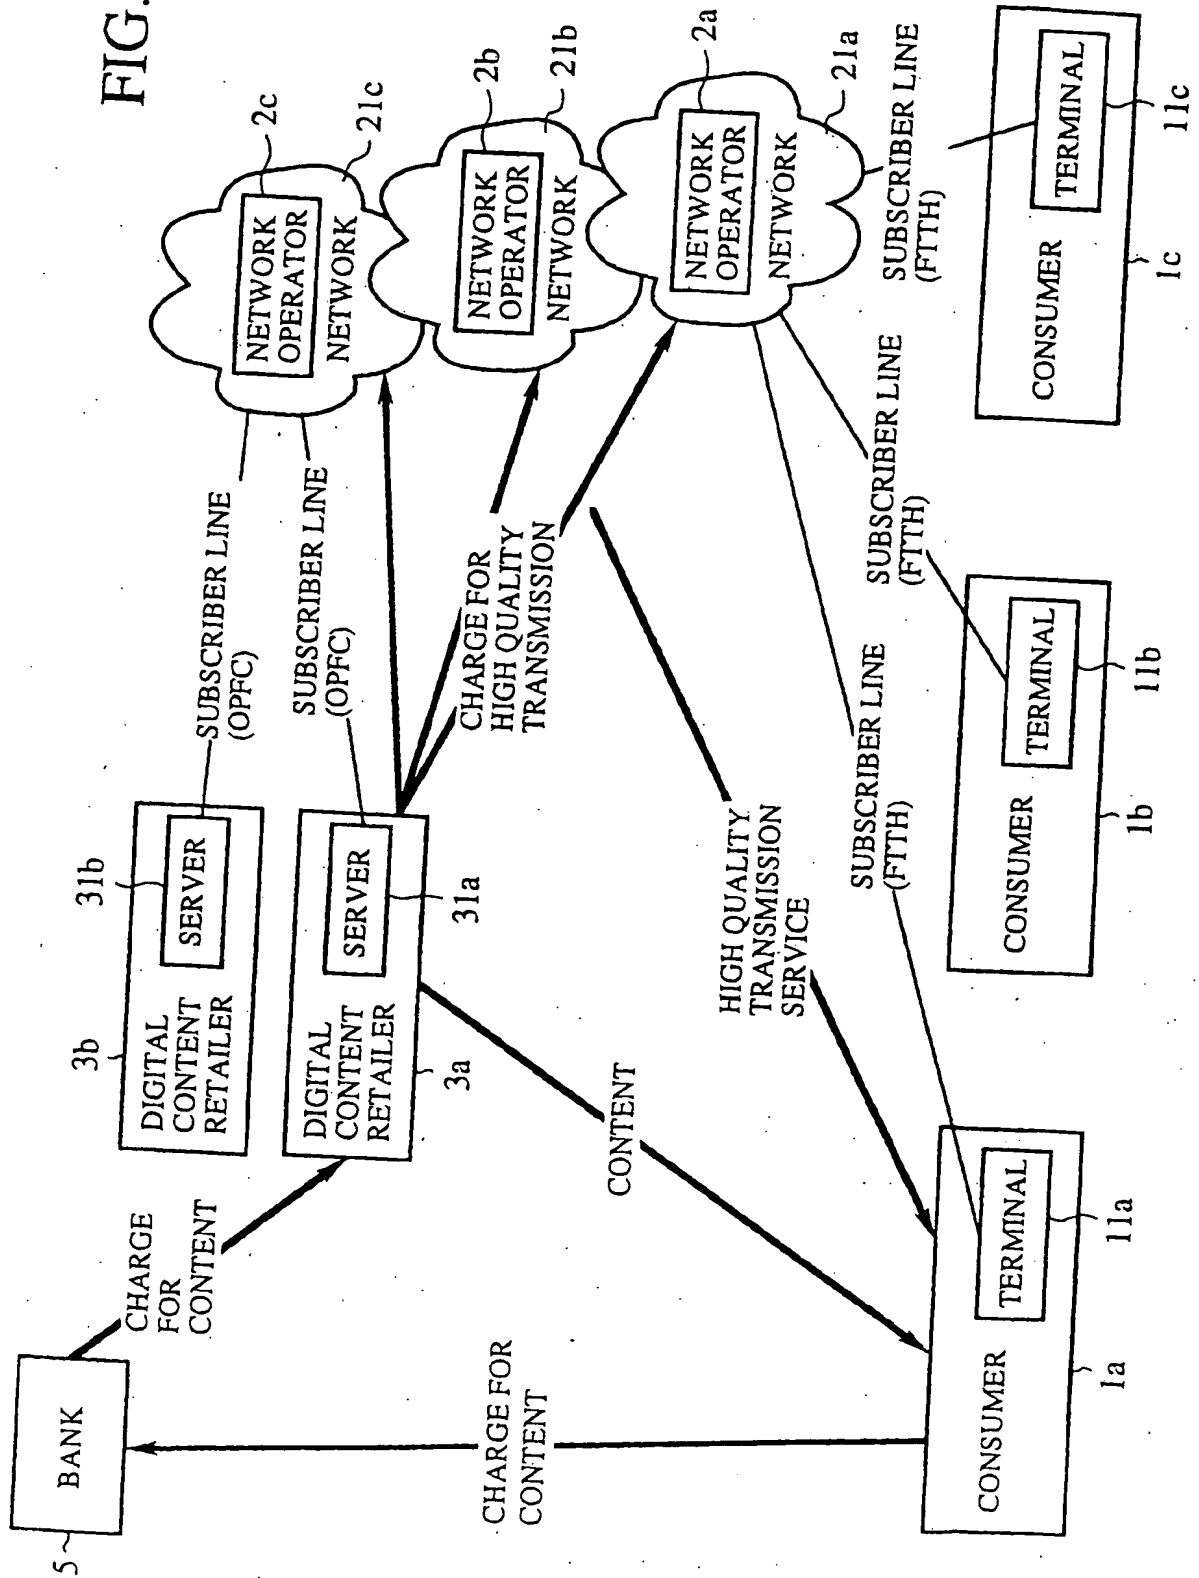 FIG.
5
BANK
CHARGE
FOR
CONTENT
CHARGE FOR
CONTENT
3b
DIGITAL
CONTENT
RETAILER
SERVER
31b
SUBSCRIBER LINE
(OPFC)
3a
DIGITAL
CONTENT
RETAILER
SERVER
31a
SUBSCRIBER LINE
(OPFC)
CONTENT
CHARGE FOR
HIGH QUALITY
TRANSMISSION
HIGH QUALITY
TRANSMISSION
SERVICE
NETWORK
OPERATOR
NETWORK
2c
21c
NETWORK
OPERATOR
NETWORK
2b
21b
NETWORK
OPERATOR
NETWORK
2a
21a
SUBSCRIBER LINE
(FTTH)
SUBSCRIBER LINE
(FTTH)
SUBSCRIBER LINE
(FTTH)
CONSUMER
TERMINAL
1a
11a
CONSUMER
TERMINAL
1b
11b
CONSUMER
TERMINAL
1c
11c